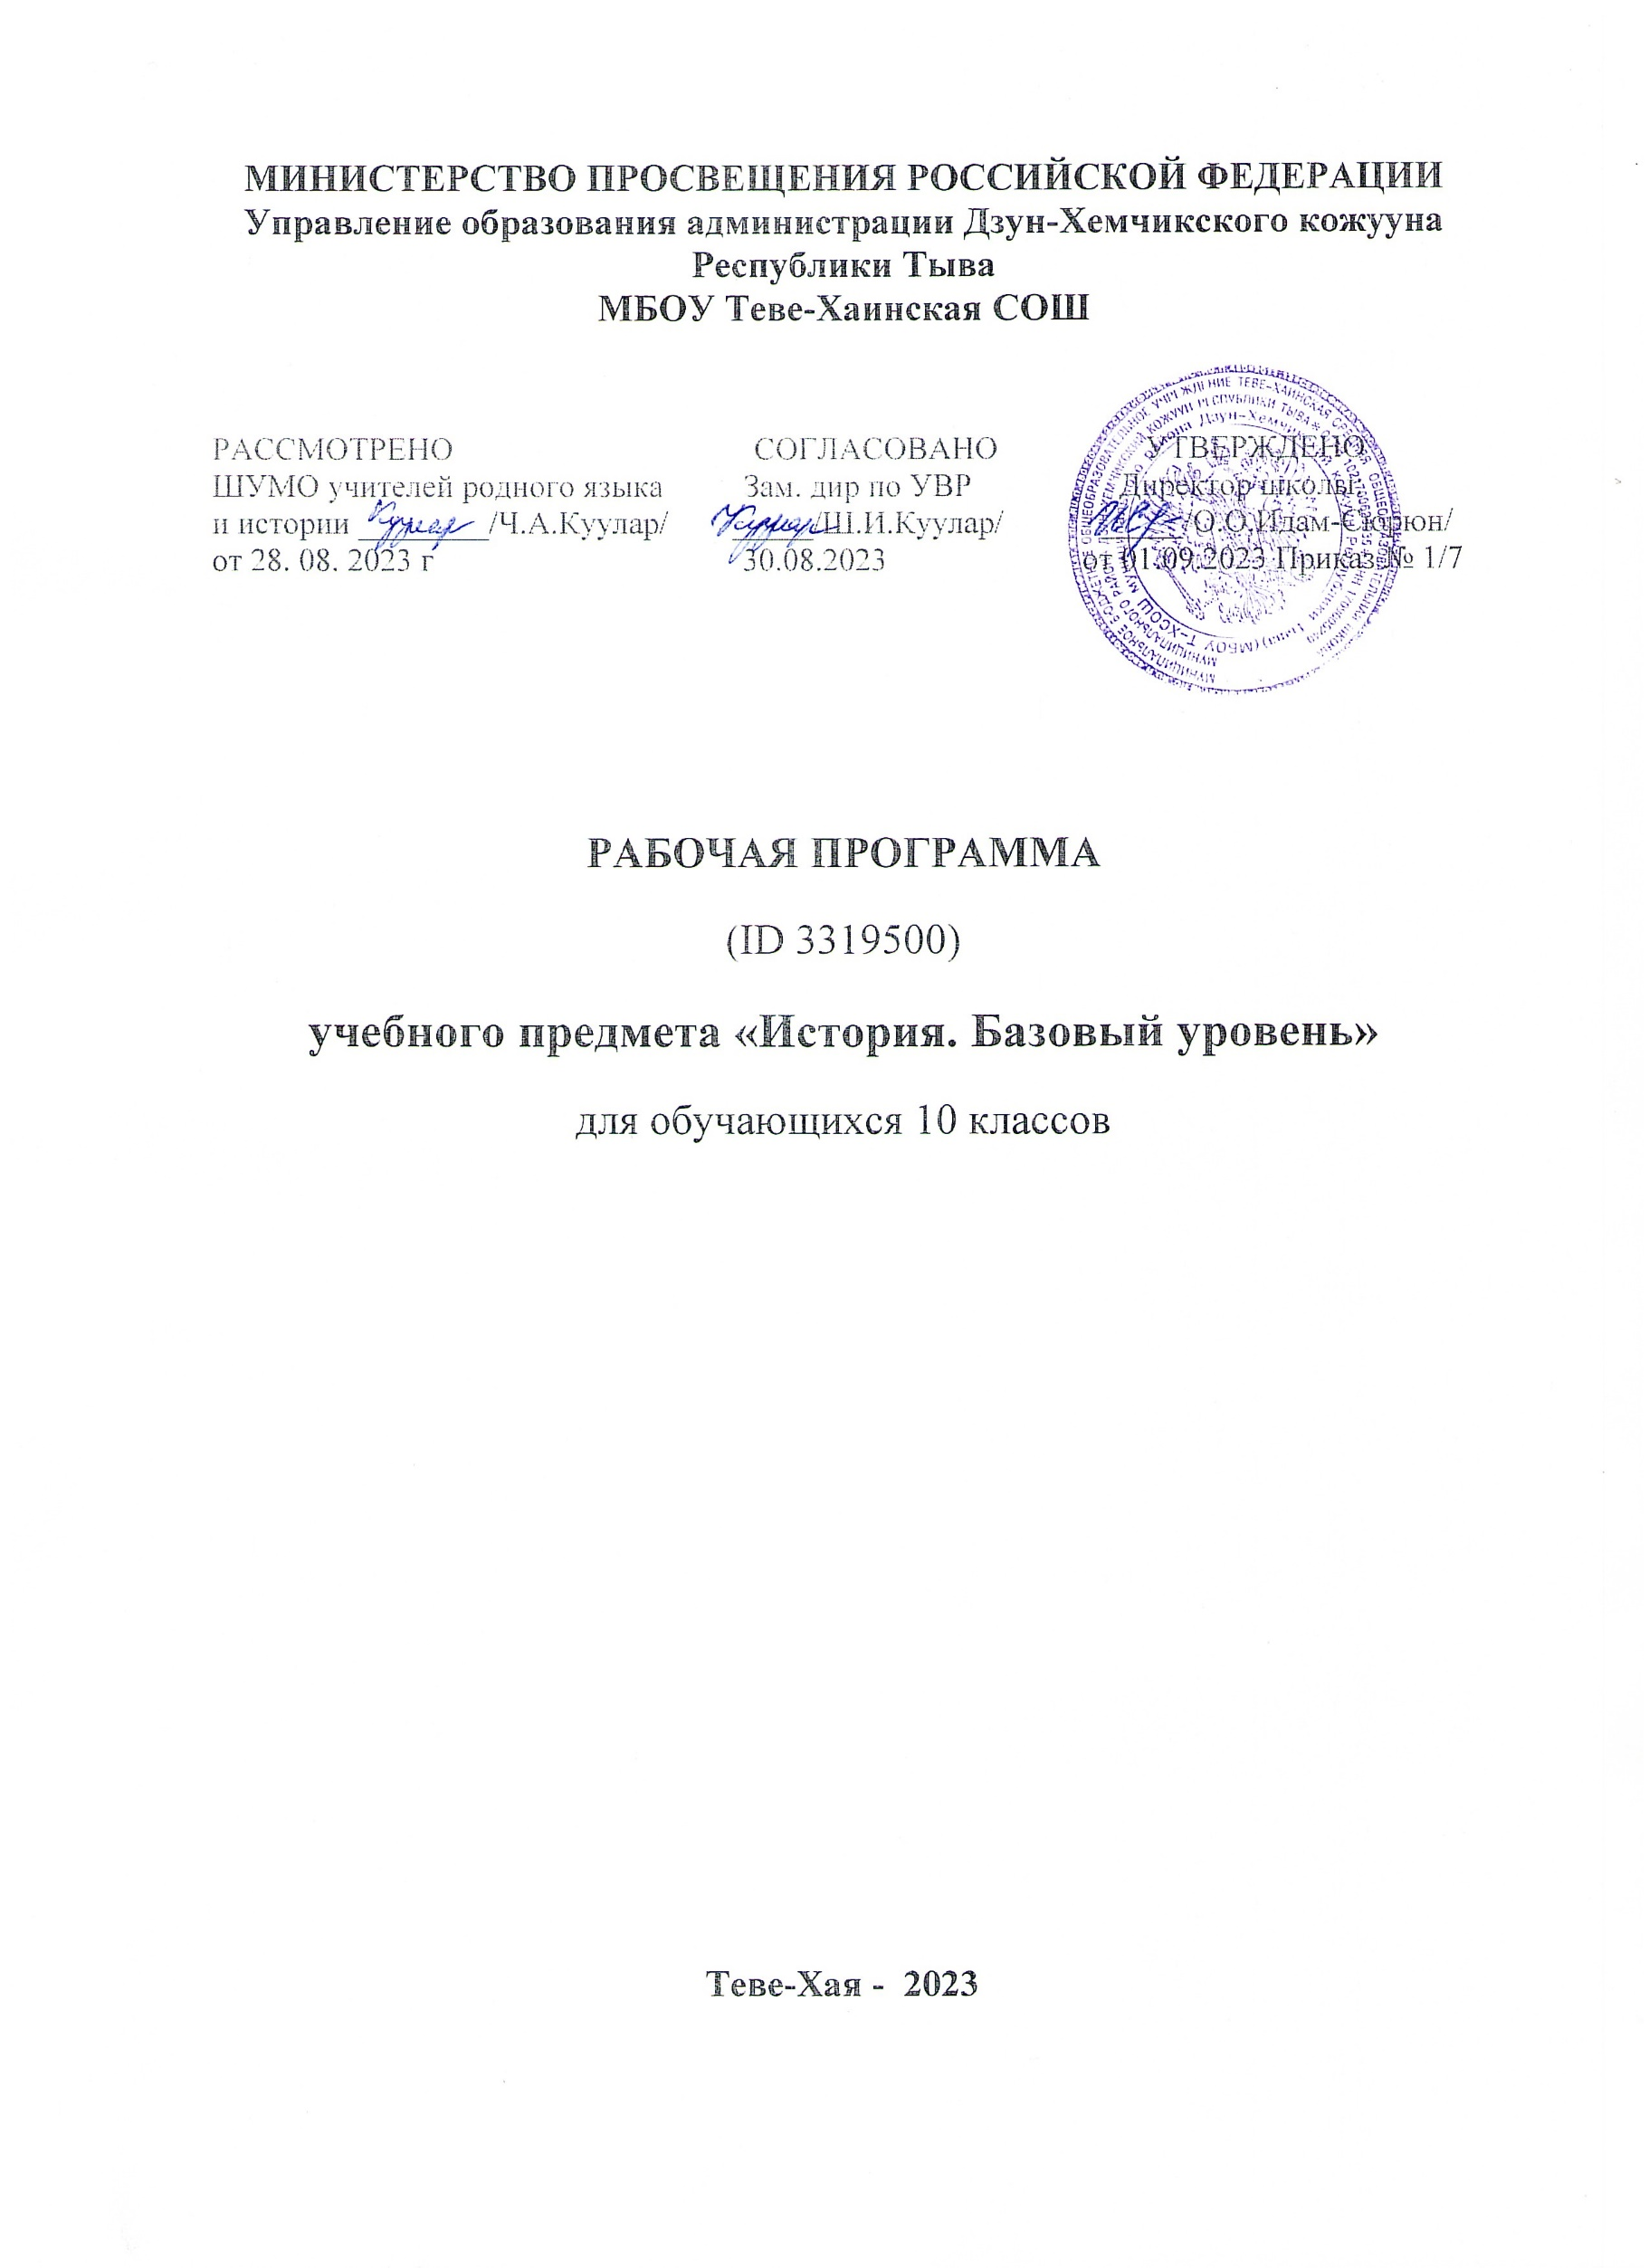 МИНИСТЕРСТВО ПРОСВЕЩЕНИЯ РОССИЙСКОЙ ФЕДЕРАЦИИ
Управление образования администрации Дзун-Хемчикского кожууна
Республики Тыва
МБОУ Теве-Хаинская СОШ
РАССМОТРЕНО
ШУМО учителей родного языка
и истории ________/Ч.А.Куулар/
от 28. 08. 2023 г
СОГЛАСОВАНО
Зам. дир по УВР
/Ш.И.Куулар/
30.08.2023
УТВЕРЖДЕНО
Директор школы
/О.О.Идам-Сюрюн/
от 01.09.2023 Приказ № 1/7
РАБОЧАЯ ПРОГРАММА
(ID 3319500)
учебного предмета «История. Базовый уровень»
для обучающихся 10 классов
Теве-Хая - 2023